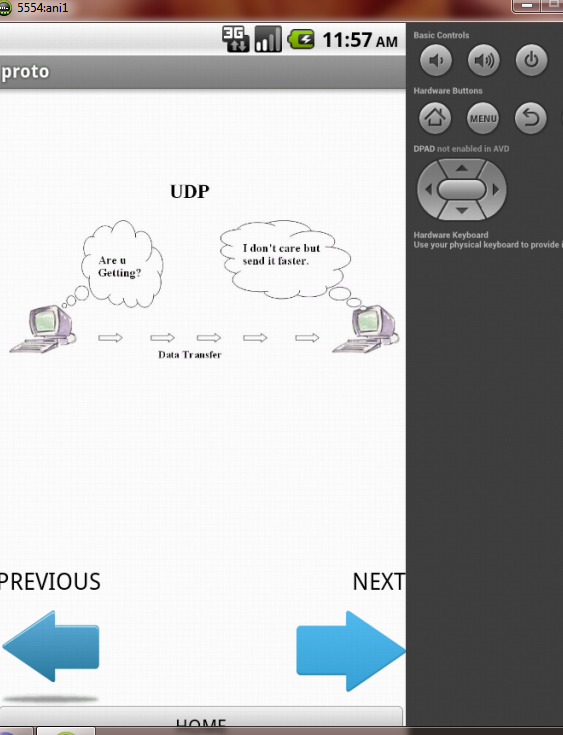 5554:ani1
3G
11:57 AM
proto
UDP
Are u
Getting?
I don't care but
send it faster.
Data Transfer
PREVIOUS
NEXT
HOME
Basic Controls
Hardware Buttons
MENU
DPAD not enabled in AVD
Hardware Keyboard
Use your physical keyboard to provide i